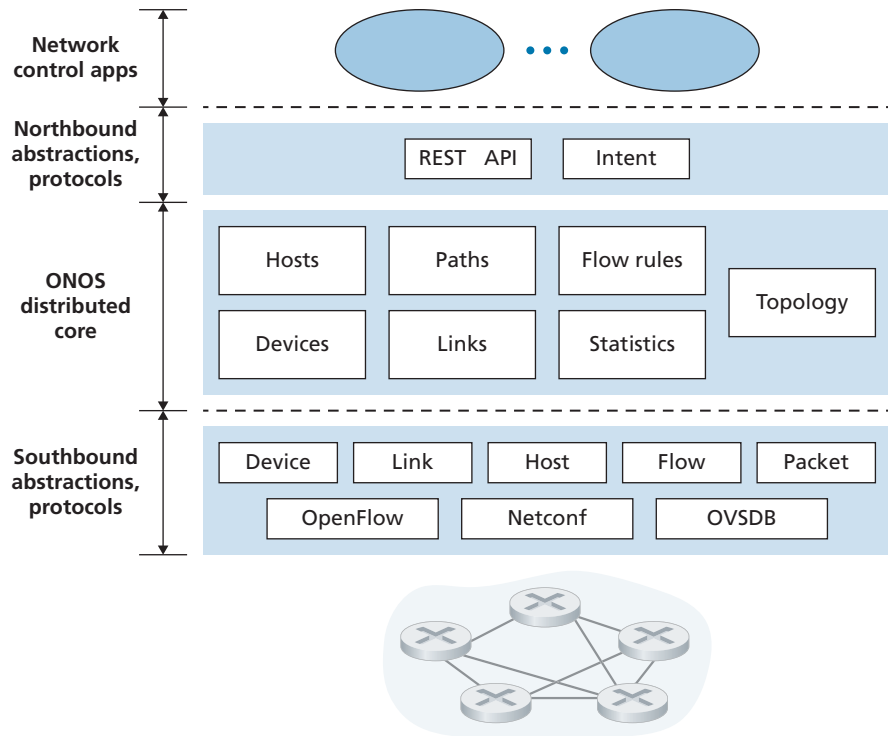 Network
control apps
Northbound
abstractions,
protocols
REST API
Intent
ONOS
distributed
core
Hosts
Paths
Flow rules
Topology
Devices
Links
Statistics
Southbound
abstractions,
protocols
Device
Link
Host
Flow
Packet
OpenFlow
Netconf
OVSDB